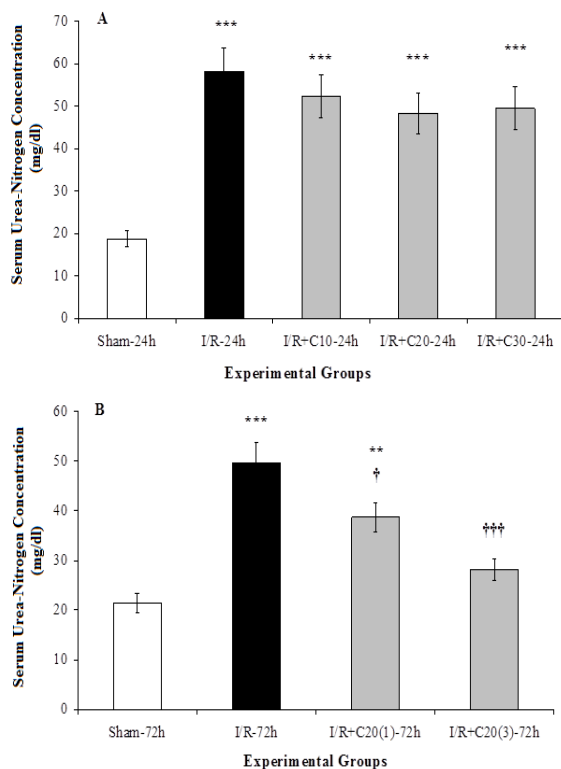 A
Serum Urea-Nitrogen Concentration
(mg/dl)
70
60
50
40
30
20
10
0
***
***
***
***
Sham-24h
I/R-24h
I/R+C10-24h
I/R+C20-24h
I/R+C30-24h
Experimental Groups
B
Serum Urea-Nitrogen Concentration
(mg/dl)
60
50
40
30
20
10
0
***
**
†
†††
Sham-72h
I/R-72h
I/R+C20(1)-72h
I/R+C20(3)-72h
Experimental Groups